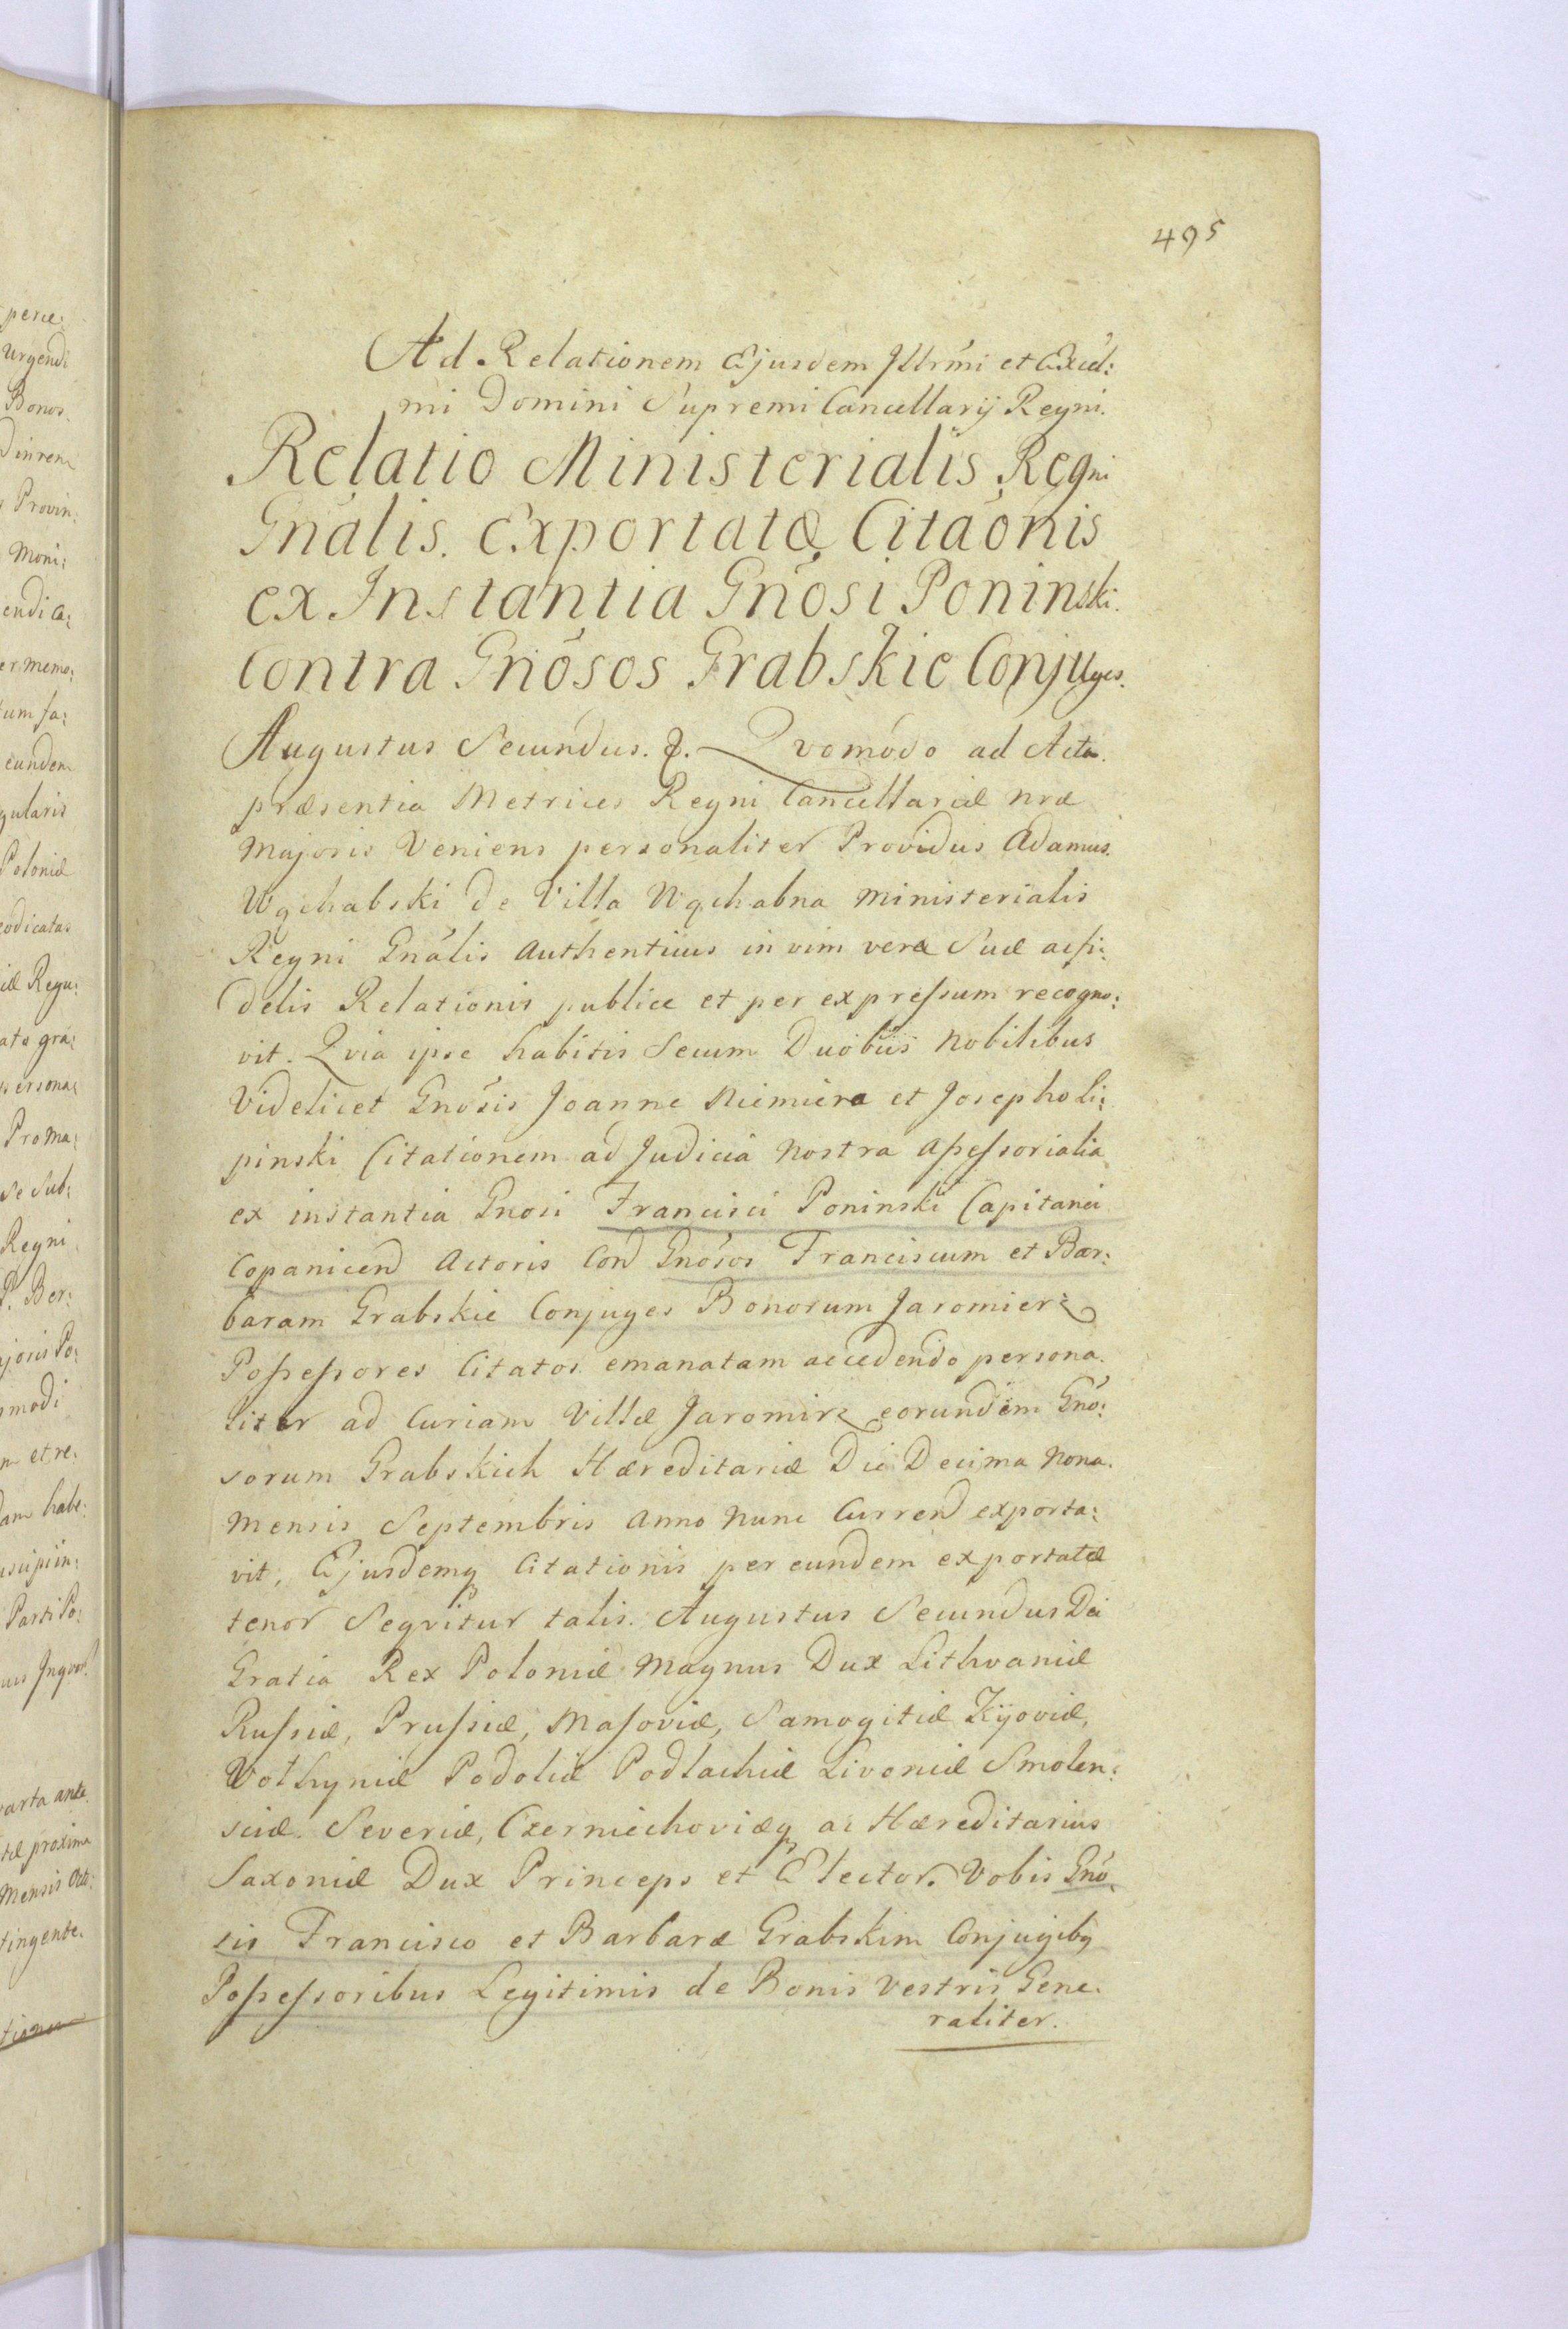 495
Ad Relationem Ejusdem Jllrmi et Excel:
mi Domini Supremi Cancellarij Regni.
Relatio Ministerialis Regni
Gnalis. Exportatæ Citaonis
ex Instantia Gnosi Poninski.
Contra Gnosos Grabskie Conjuges.
Augustus Secundus. &. Qvomodo ad Acta
præsentia Metrices Regni Cancellariæ nræ
Majoris Veniens personaliter Providus Adamus
Wqchabski de Villa Wqchabna Ministerialis
Regni Gnalis Authenticus in vim veræ Suæ ac fi:
delis Relationis publice et per expressum recogno:
vit. Qvia ipse habitis Secum Duobus Nobilibus
Videlicet Gnosis Joanne Niemiera et Josepho Li:
pinski Citationem ad Judicia Nostra Assessorialia
ex instantia Gnosi Francisci Poninski Capitanei
Copanicen Actoris Con Gnosos Franciscum et Bar:
baram Grabskie Conjuges Bonorum Jaromierz
Possessores Citatos emanatam accedendo persona.
liter ad Curiam Villæ Jaromirz eorundem Gno:
sorum Grabskich Hæreditariæ Die Decima Nona.
Mensis Septembris Anno Nunc Curren exporta:
vit, Ejusdemq Citationis per eundem exportatæ
tenor Seqvitur talis. Augustus Secundus Dei
Gratia Rex Poloniæ Magnus Dux Lithvaniæ
Russiæ, Prussiæ, Masoviæ, Samogitiæ Kijoviæ,
Volhyniæ Podoliæ Podlachiæ Livoniæ Smolen:
sciæ. Severiæ, Czerniechoviæq ac Hæreditarius
Saxoniæ Dux Princeps et Elector. Vobis Gno
sis Francisco et Barbaræ Grabskim Conjugibq
Possessoribus Legitimis de Bonis Vestris Gene.
raliter.